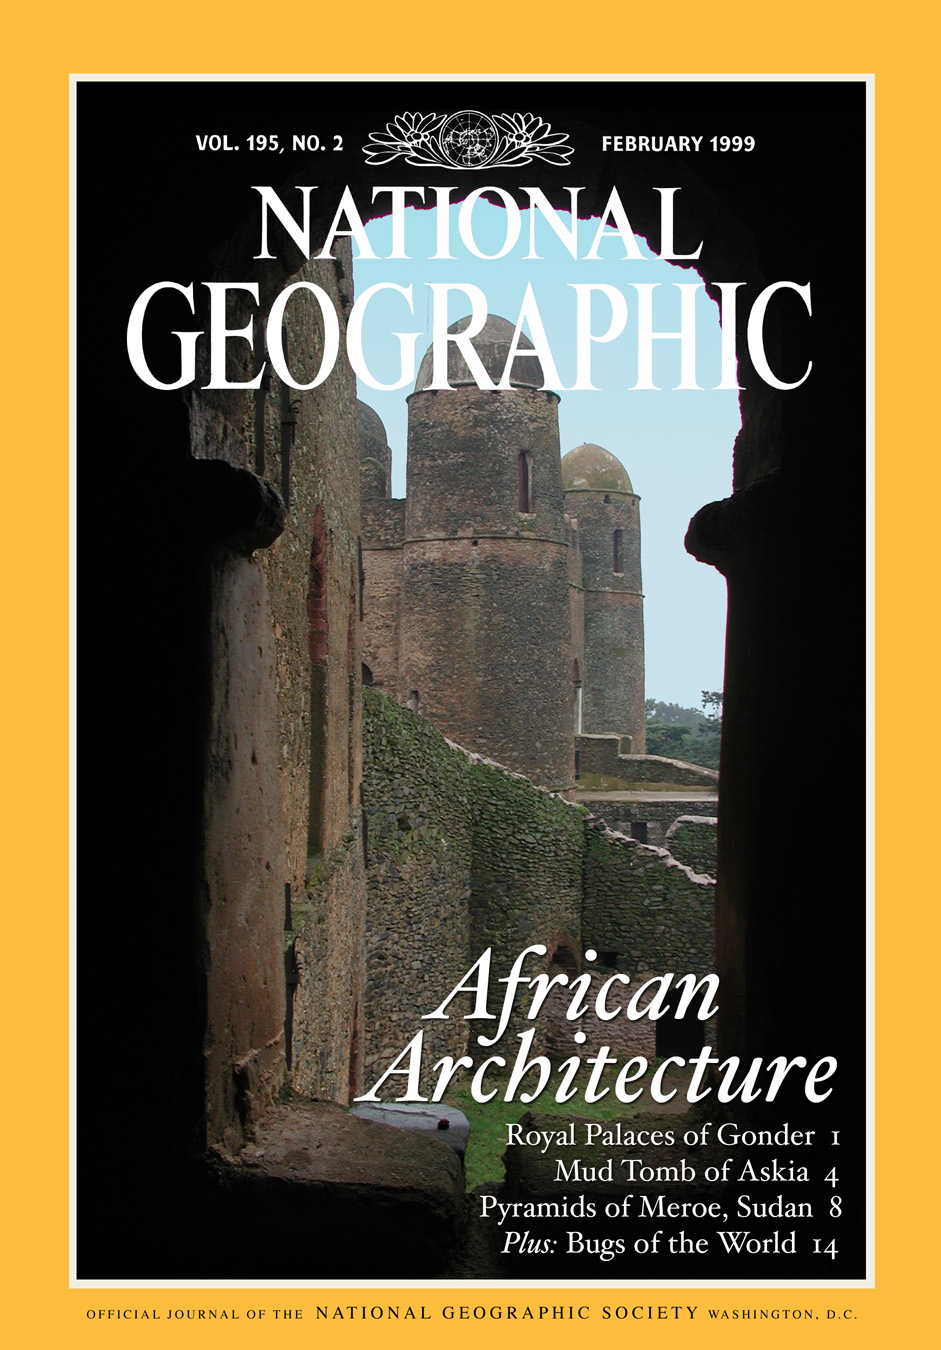 VOL. 195, NO. 2 FEBRUARY 1999
NATIONAL
GEOGRAPHIC
African
Architecture
Royal Palaces of Gonder 1
Mud Tomb of Askia 4
Pyramids of Meroe, Sudan 8
Plus: Bugs of the World 14
OFFICIAL JOURNAL OF THE NATIONAL GEOGRAPHIC SOCIETY WASHINGTON, D.C.